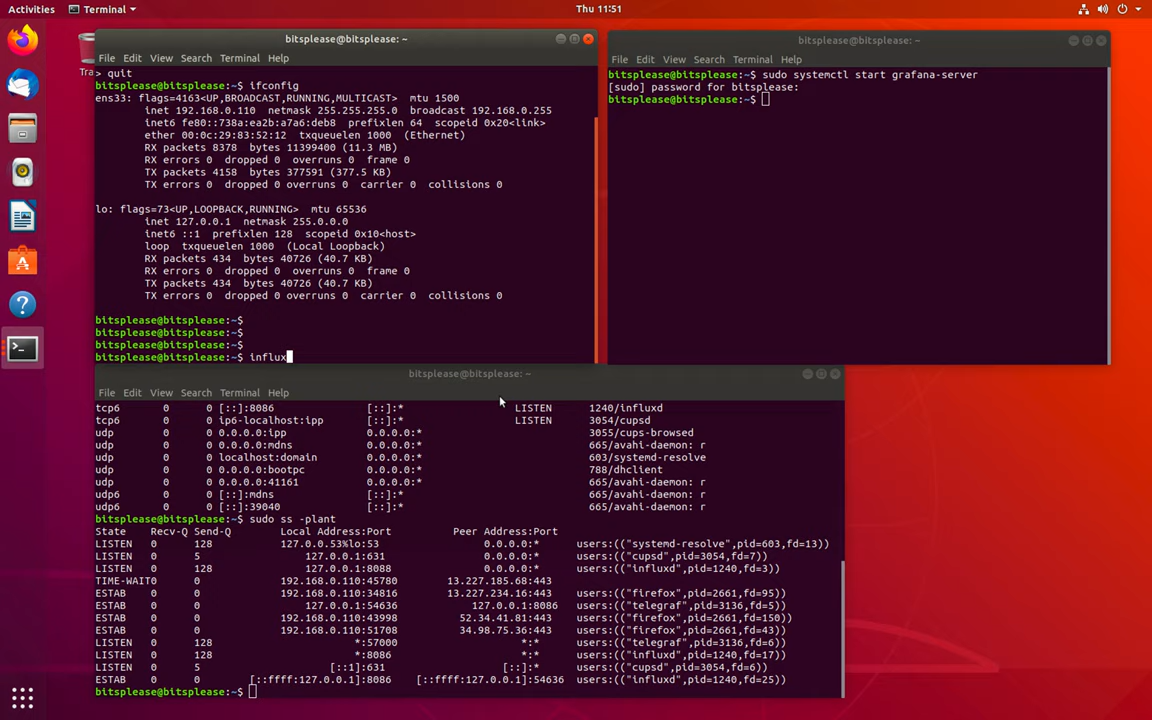 Activities Terminal Thu 11:51
bitsplease@bitsplease: ~
File Edit View Search Terminal Help
> quit
bitsplease@bitsplease:~$ ifconfig
ens33: flags=4163<UP,BROADCAST,RUNNING,MULTICAST>  mtu 1500
inet 192.168.0.110  netmask 255.255.255.0  broadcast 192.168.0.255
inet6 fe80::738a:ea2b:a7a6:deb8  prefixlen 64  scopeid 0x20<link>
ether 00:0c:29:83:52:12  txqueuelen 1000  (Ethernet)
RX packets 8378  bytes 11399400 (11.3 MB)
RX errors 0  dropped 0  overruns 0  frame 0
TX packets 4158  bytes 377591 (377.5 KB)
TX errors 0  dropped 0 overruns 0  carrier 0  collisions 0
lo: flags=73<UP,LOOPBACK,RUNNING>  mtu 65536
inet 127.0.0.1  netmask 255.0.0.0
inet6 ::1  prefixlen 128  scopeid 0x10<host>
loop  txqueuelen 1000  (Local Loopback)
RX packets 434  bytes 40726 (40.7 KB)
RX errors 0  dropped 0  overruns 0  frame 0
TX packets 434  bytes 40726 (40.7 KB)
TX errors 0  dropped 0 overruns 0  carrier 0  collisions 0
bitsplease@bitsplease:~$
bitsplease@bitsplease:~$
bitsplease@bitsplease:~$
bitsplease@bitsplease:~$ influx
bitsplease@bitsplease: ~
File Edit View Search Terminal Help
bitsplease@bitsplease:~$ sudo systemctl start grafana-server
[sudo] password for bitsplease:
bitsplease@bitsplease:~$
bitsplease@bitsplease: ~
File Edit View Search Terminal Help
tcp6 0 0 [::]:8086 [::]:* LISTEN 1240/influxd
tcp6 0 0 ip6-localhost:ipp [::]:* LISTEN 3054/cupsd
udp 0 0 0.0.0.0:ipp 0.0.0.0:* 3055/cups-browsed
udp 0 0 0.0.0.0:mdns 0.0.0.0:* 665/avahi-daemon: r
udp 0 0 localhost:domain 0.0.0.0:* 603/systemd-resolve
udp 0 0 0.0.0.0:bootpc 0.0.0.0:* 788/dhclient
udp 0 0 0.0.0.0:41161 0.0.0.0:* 665/avahi-daemon: r
udp6 0 0 [::]:mdns [::]:* 665/avahi-daemon: r
udp6 0 0 [::]:39040 [::]:* 665/avahi-daemon: r
bitsplease@bitsplease:~$ sudo ss -plant
State Recv-Q Send-Q Local Address:Port Peer Address:Port
LISTEN 0 128 127.0.0.53%lo:53 0.0.0.0:* users:(("systemd-resolve",pid=603,fd=13))
LISTEN 0 5 127.0.0.1:631 0.0.0.0:* users:(("cupsd",pid=3054,fd=7))
LISTEN 0 128 127.0.0.1:8088 0.0.0.0:* users:(("influxd",pid=1240,fd=3))
TIME-WAIT0 0 192.168.0.110:45780 13.227.185.68:443
ESTAB 0 0 192.168.0.110:34816 13.227.234.16:443 users:(("firefox",pid=2661,fd=95))
ESTAB 0 0 127.0.0.1:54636 127.0.0.1:8086 users:(("telegraf",pid=3136,fd=5))
ESTAB 0 0 192.168.0.110:43998 52.34.41.81:443 users:(("firefox",pid=2661,fd=150))
ESTAB 0 0 192.168.0.110:51708 34.98.75.36:443 users:(("firefox",pid=2661,fd=43))
LISTEN 0 128 *:57000 *:* users:(("telegraf",pid=3136,fd=6))
LISTEN 0 128 *:8086 *:* users:(("influxd",pid=1240,fd=17))
LISTEN 0 5 [::1]:631 [::]:* users:(("cupsd",pid=3054,fd=6))
ESTAB 0 0 [::ffff:127.0.0.1]:8086 [::ffff:127.0.0.1]:54636 users:(("influxd",pid=1240,fd=25))
bitsplease@bitsplease:~$